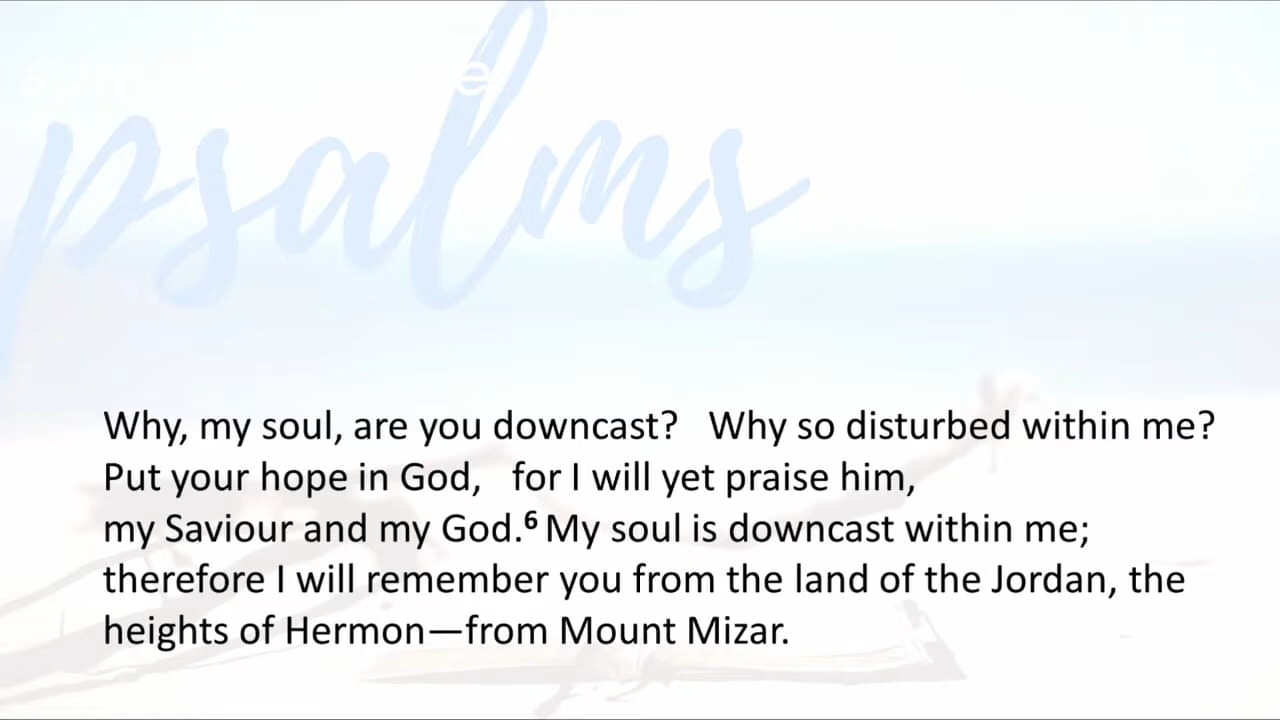 psalms
Why, my soul, are you downcast? Why so disturbed within me?
Put your hope in God, for I will yet praise him,
my Saviour and my God.⁶ My soul is downcast within me;
therefore I will remember you from the land of the Jordan, the
heights of Hermon—from Mount Mizar.